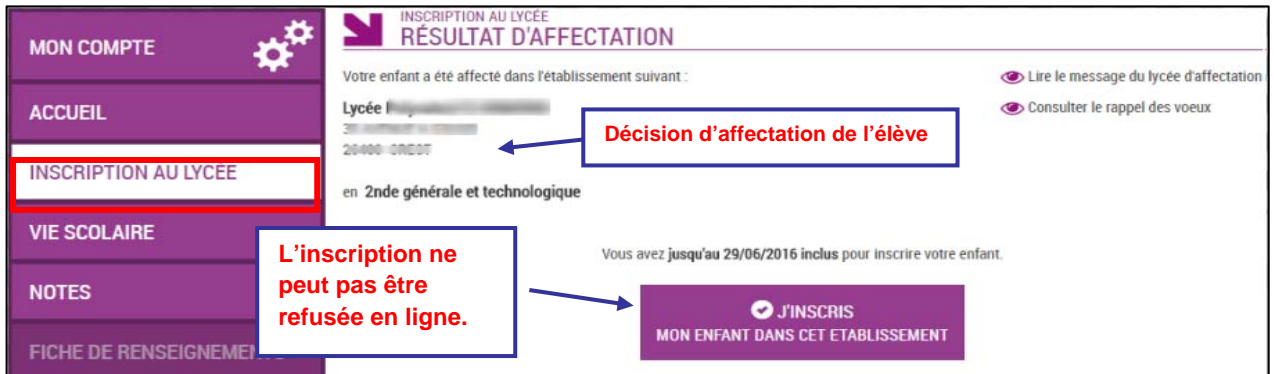 MON COMPTE
ACCUEIL
INSCRIPTION AU LYCÉE
VIE SCOLAIRE
NOTES
FICHE DE RENSEIGNEMENTS
INSCRIPTION AU LYCÉE
RÉSULTAT D'AFFECTATION
Votre enfant a été affecté dans l'établissement suivant :
Lycée
en 2nde générale et technologique
Décision d'affectation de l'élève
Lire le message du lycée d'affectation
Consulter le rappel des voeux
L'inscription ne
peut pas être
refusée en ligne.
Vous avez jusqu'au 29/06/2016 inclus pour inscrire votre enfant.
J'INSCRIS
MON ENFANT DANS CET ETABLISSEMENT